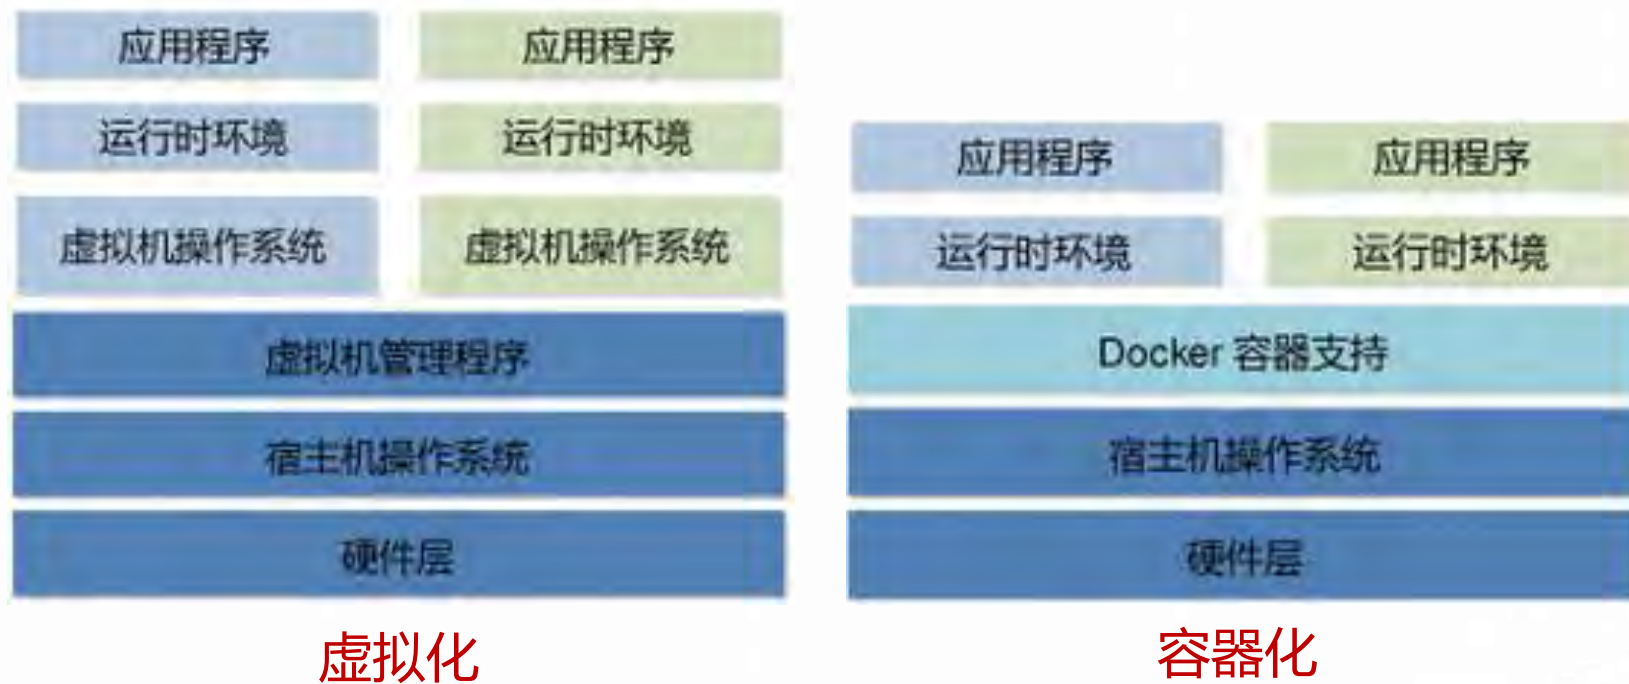 应用程序
应用程序
运行时环境
运行时环境
虚拟机操作系统
虚拟机操作系统
虚拟机管理程序
宿主机操作系统
硬件层
虚拟化
应用程序
应用程序
运行时环境
运行时环境
Docker 容器支持
宿主机操作系统
硬件层
容器化